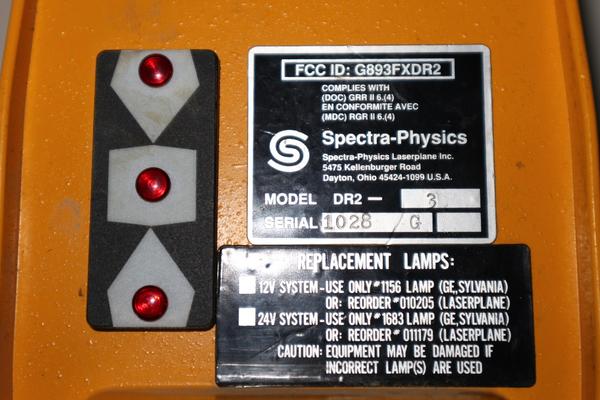 FCC ID: G893FXDR2
COMPLIES WITH
(DOC) GRR II 6.(4)
EN CONFORMITE AVEC
(MDC) RGR II 6.(4)
Spectra-Physics
Spectra-Physics Laserplane Inc.
5475 Kellenburger Road
Dayton, Ohio 45424-1099 U.S.A.
MODEL DR2 — 3
SERIAL 1028 G
REPLACEMENT LAMPS:
12V SYSTEM-USE ONLY #1156 LAMP (GE,SYLVANIA)
OR: REORDER #010205 (LASERPLANE)
24V SYSTEM-USE ONLY #1683 LAMP (GE,SYLVANIA)
OR: REORDER # 011179 (LASERPLANE)
CAUTION: EQUIPMENT MAY BE DAMAGED IF
INCORRECT LAMP(S) ARE USED